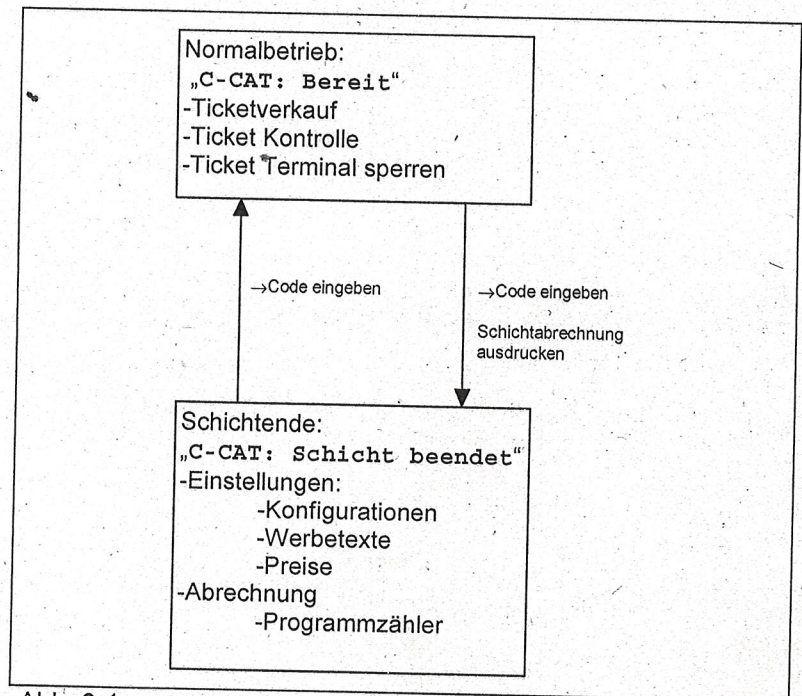 Normalbetrieb:
„C-CAT: Bereit“
-Ticketverkauf
-Ticket Kontrolle
-Ticket Terminal sperren
→Code eingeben
→Code eingeben
Schichtabrechnung
ausdrucken
Schichtende:
„C-CAT: Schicht beendet“
-Einstellungen:
-Konfigurationen
-Werbetexte
-Preise
-Abrechnung
-Programmzähler